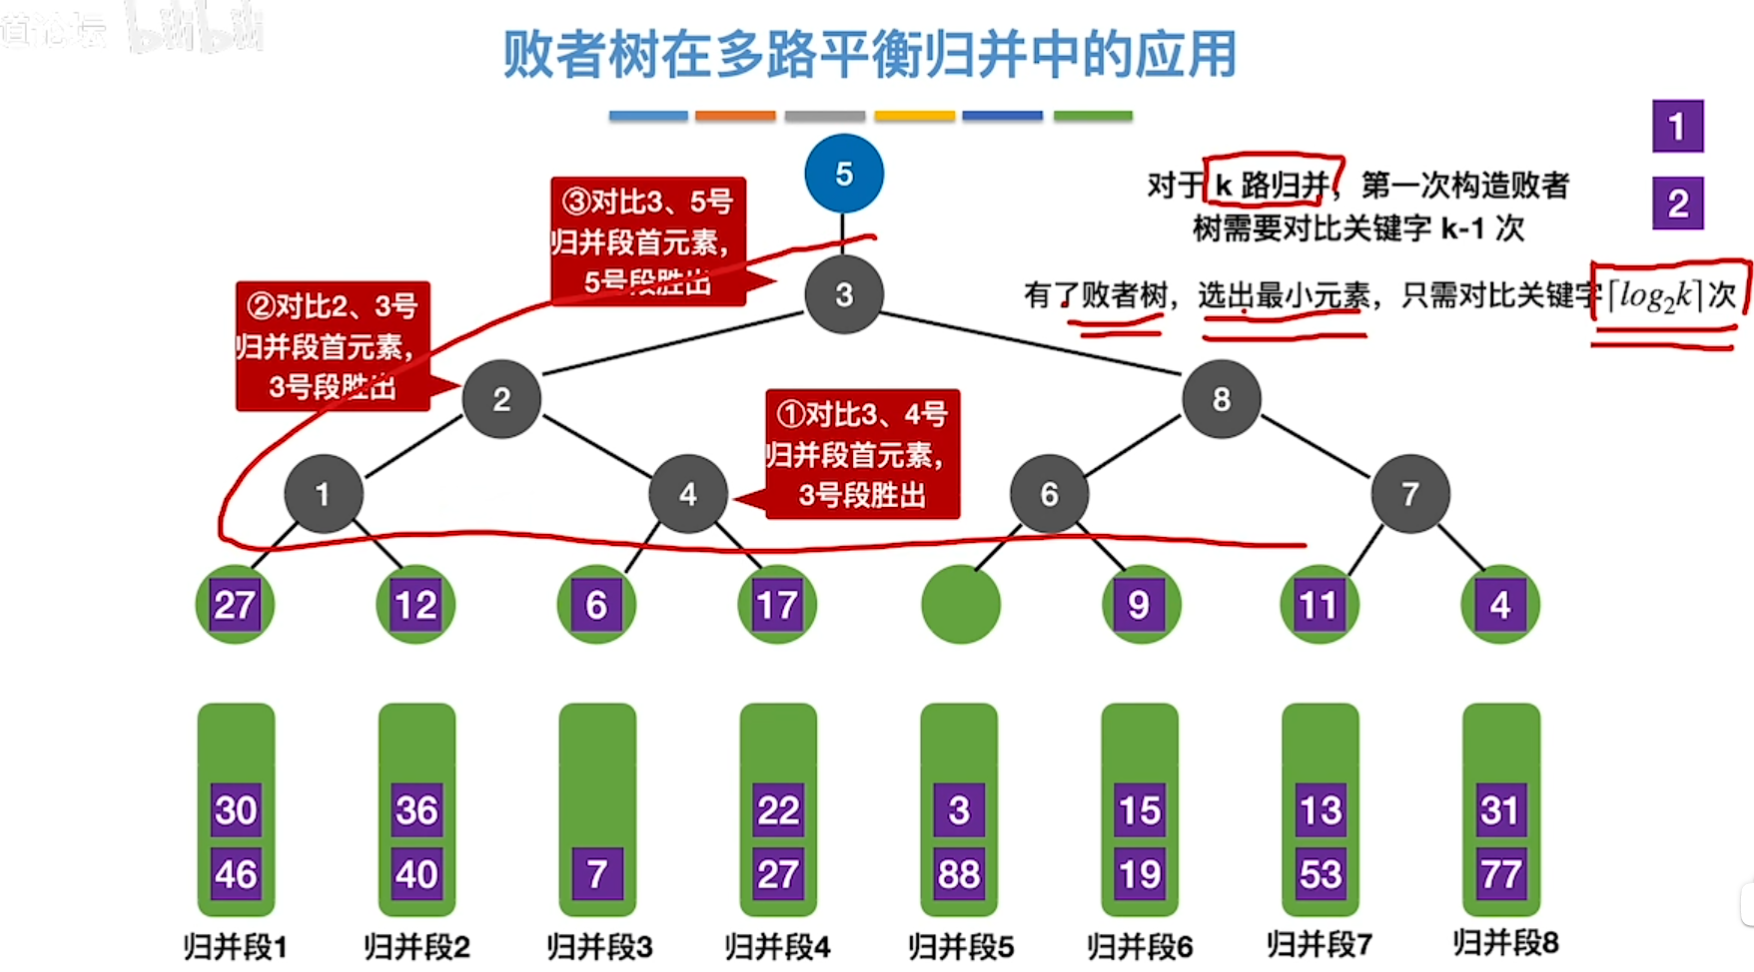 道论坛 bilibili
败者树在多路平衡归并中的应用
1
2
对于 k 路归并，第一次构造败者
树需要对比关键字 k-1 次
有了败者树，选出最小元素，只需对比关键字⌈log₂k⌉次
5
③对比3、5号
归并段首元素，
5号段胜出
3
②对比2、3号
归并段首元素，
3号段胜出
2
8
①对比3、4号
归并段首元素，
3号段胜出
1
4
6
7
27 12 6 17 9 11 4
30 36 22 3 15 13 31
46 40 7 27 88 19 53 77
归并段1 归并段2 归并段3 归并段4 归并段5 归并段6 归并段7 归并段8